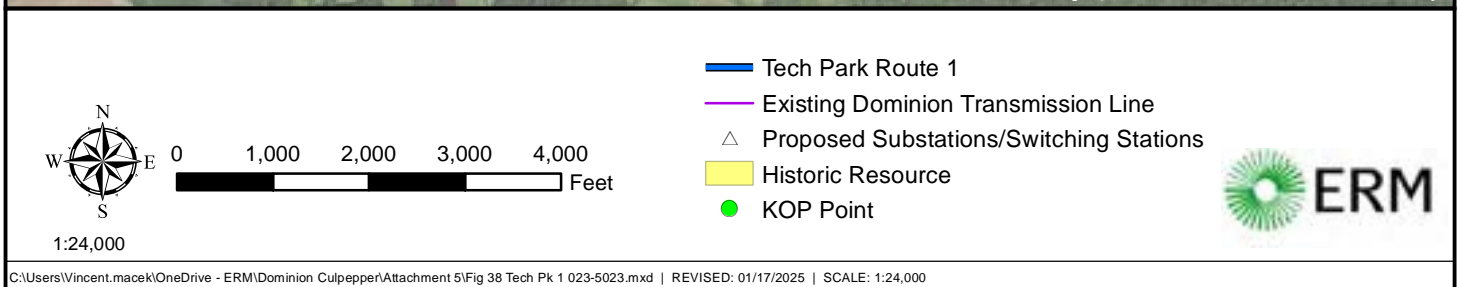 Tech Park Route 1
Existing Dominion Transmission Line
Proposed Substations/Switching Stations
Historic Resource
KOP Point
N
W E
S
0 1,000 2,000 3,000 4,000
Feet
1:24,000
ERM
C:\Users\Vincent.macek\OneDrive - ERM\Dominion Culpepper\Attachment 5\Fig 38 Tech Pk 1 023-5023.mxd | REVISED: 01/17/2025 | SCALE: 1:24,000